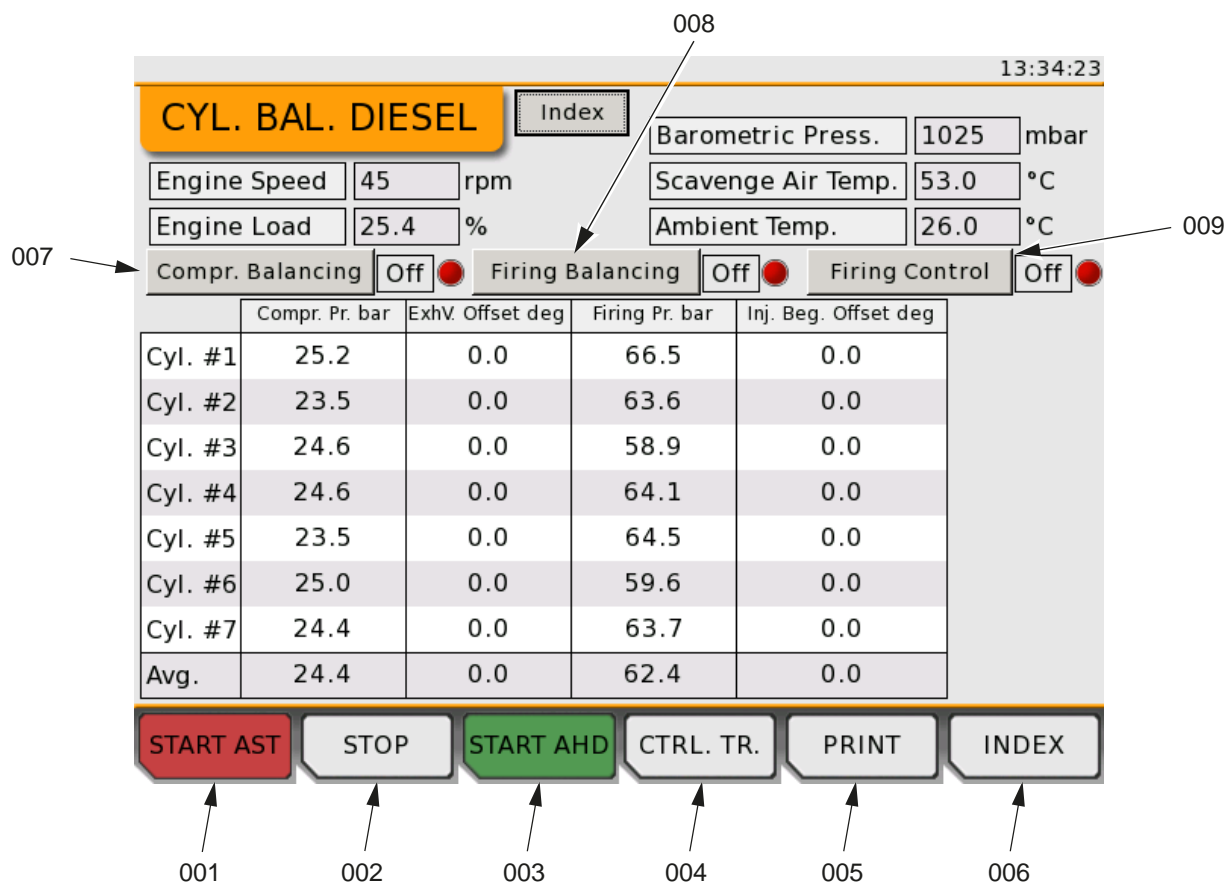 008
13:34:23
CYL. BAL. DIESEL Index
Barometric Press. 1025 mbar
Engine Speed 45 rpm Scavenge Air Temp. 53.0 °C
Engine Load 25.4 % Ambient Temp. 26.0 °C
009
007
Compr. Balancing Off Firing Balancing Off Firing Control Off
Compr. Pr. bar ExhV. Offset deg Firing Pr. bar Inj. Beg. Offset deg
Cyl. #1 25.2 0.0 66.5 0.0
Cyl. #2 23.5 0.0 63.6 0.0
Cyl. #3 24.6 0.0 58.9 0.0
Cyl. #4 24.6 0.0 64.1 0.0
Cyl. #5 23.5 0.0 64.5 0.0
Cyl. #6 25.0 0.0 59.6 0.0
Cyl. #7 24.4 0.0 63.7 0.0
Avg. 24.4 0.0 62.4 0.0
START AST STOP START AHD CTRL. TR. PRINT INDEX
001 002 003 004 005 006